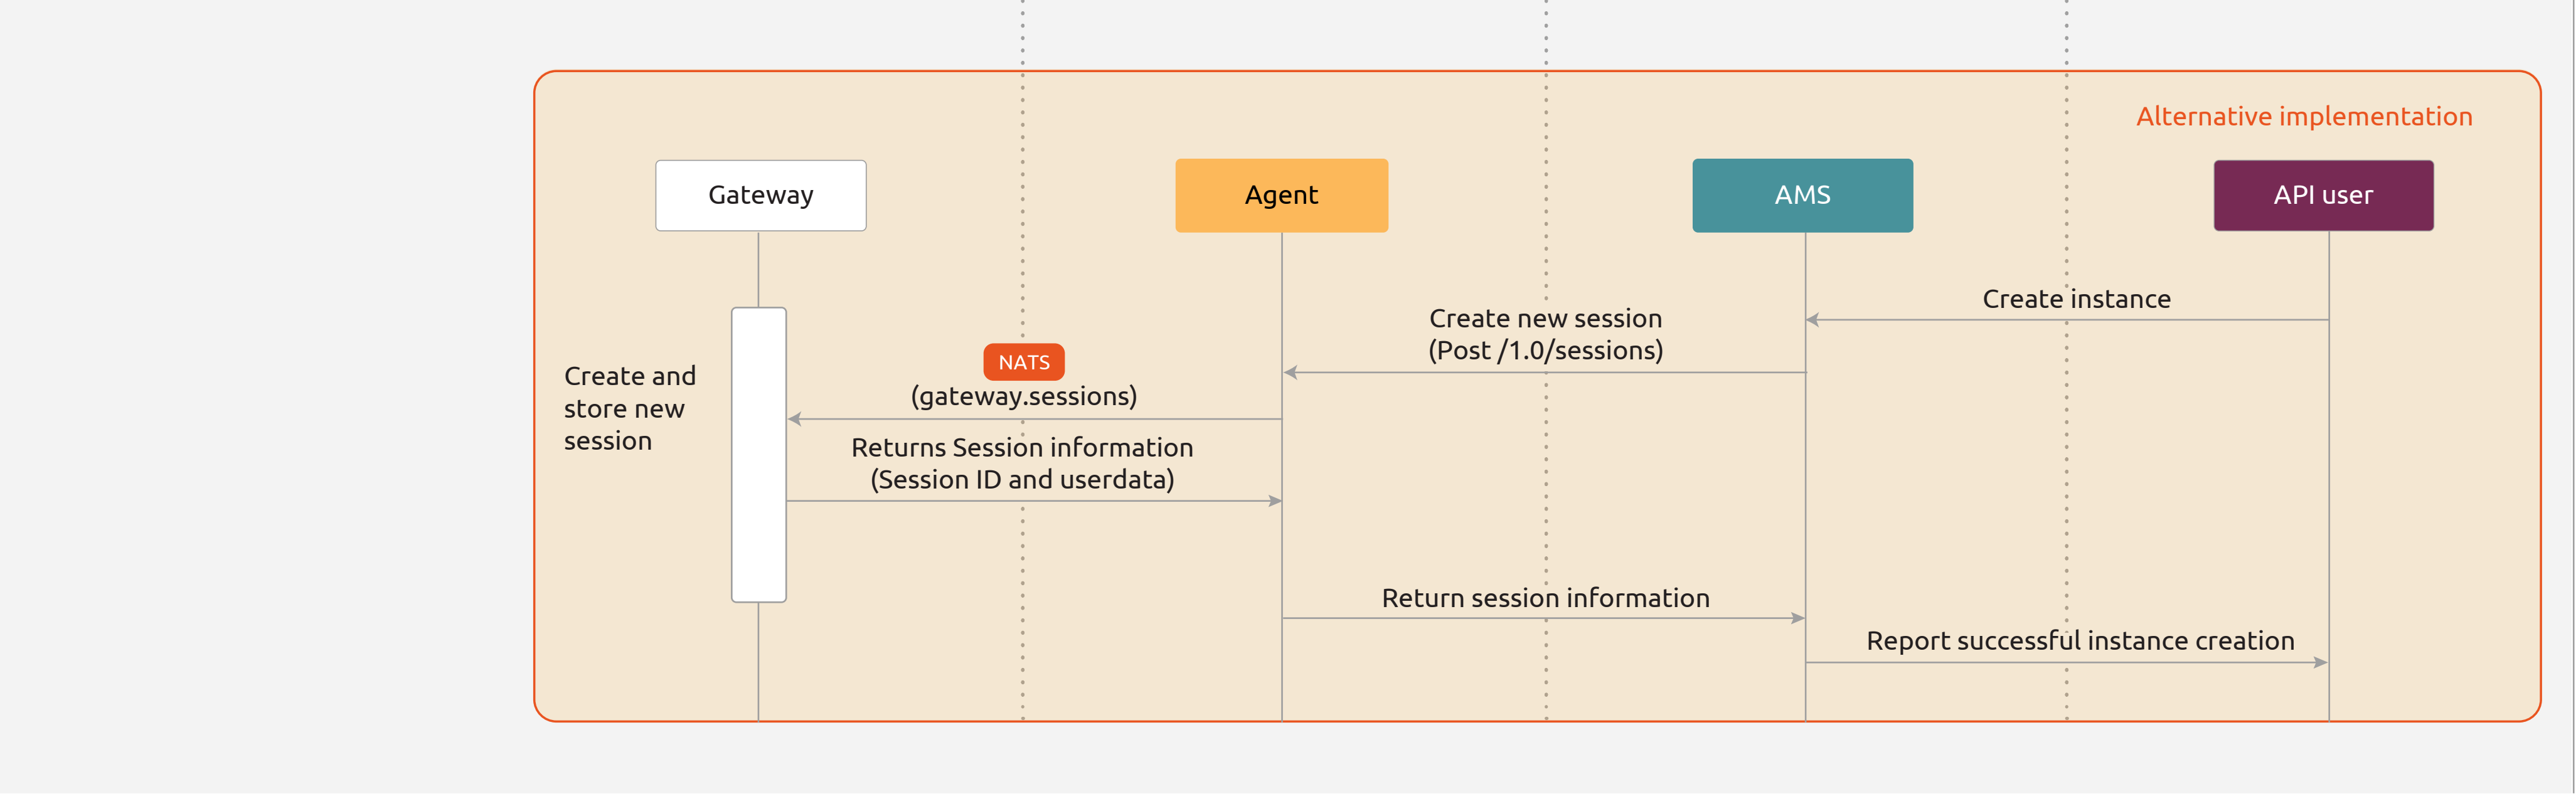 Alternative implementation
Gateway
Agent
AMS
API user
Create instance
Create new session
(Post /1.0/sessions)
NATS
(gateway.sessions)
Create and
store new
session
Returns Session information
(Session ID and userdata)
Return session information
Report successful instance creation